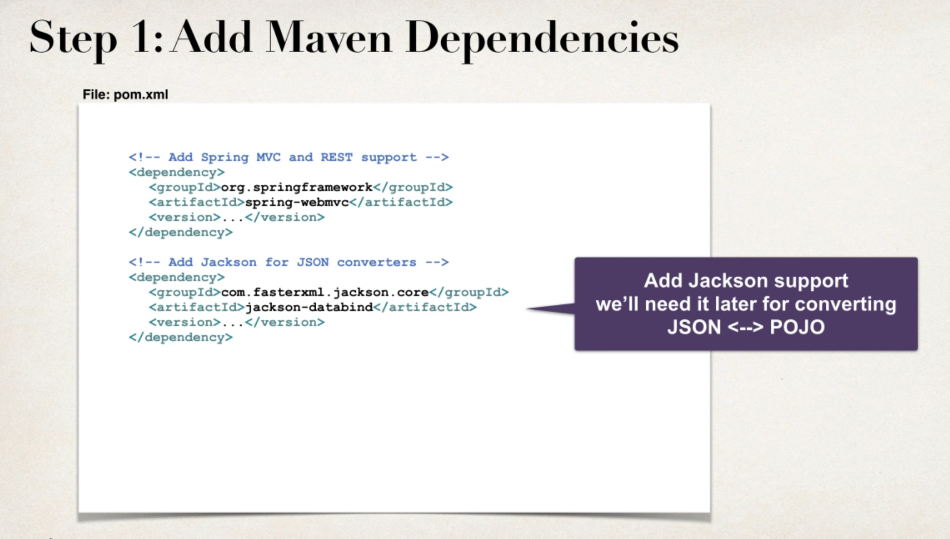 Step 1: Add Maven Dependencies
File: pom.xml
<!-- Add Spring MVC and REST support -->
<dependency>
<groupId>org.springframework</groupId>
<artifactId>spring-webmvc</artifactId>
<version>...</version>
</dependency>
<!-- Add Jackson for JSON converters -->
<dependency>
<groupId>com.fasterxml.jackson.core</groupId>
<artifactId>jackson-databind</artifactId>
<version>...</version>
</dependency>
Add Jackson support
we'll need it later for converting
JSON <--> POJO